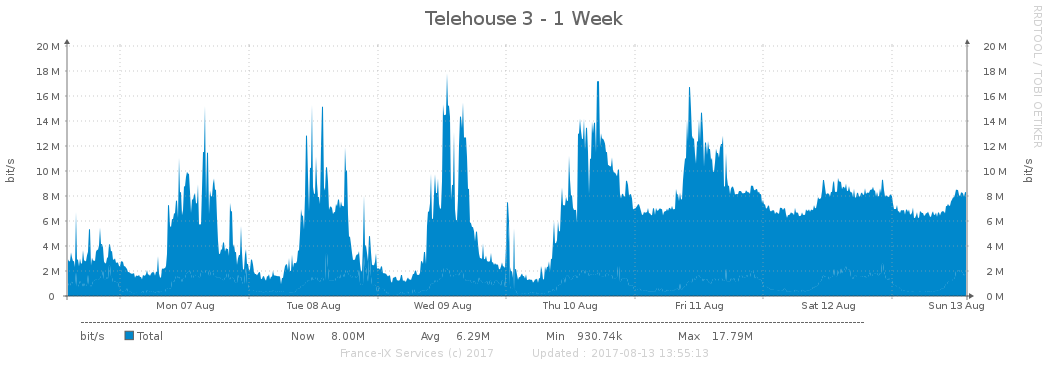 Telehouse 3 - 1 Week
RRDTOOL / TOBI OETIKER
bit/s
20 M 20 M
18 M 18 M
16 M 16 M
14 M 14 M
12 M 12 M
10 M 10 M
8 M 8 M
6 M 6 M
4 M 4 M
2 M 2 M
0 0 M
bit/s
Mon 07 Aug Tue 08 Aug Wed 09 Aug Thu 10 Aug Fri 11 Aug Sat 12 Aug Sun 13 Aug
bit/s Total Now 8.00M Avg 6.29M Min 930.74k Max 17.79M
France-IX Services (c) 2017 Updated : 2017-08-13 13:55:13